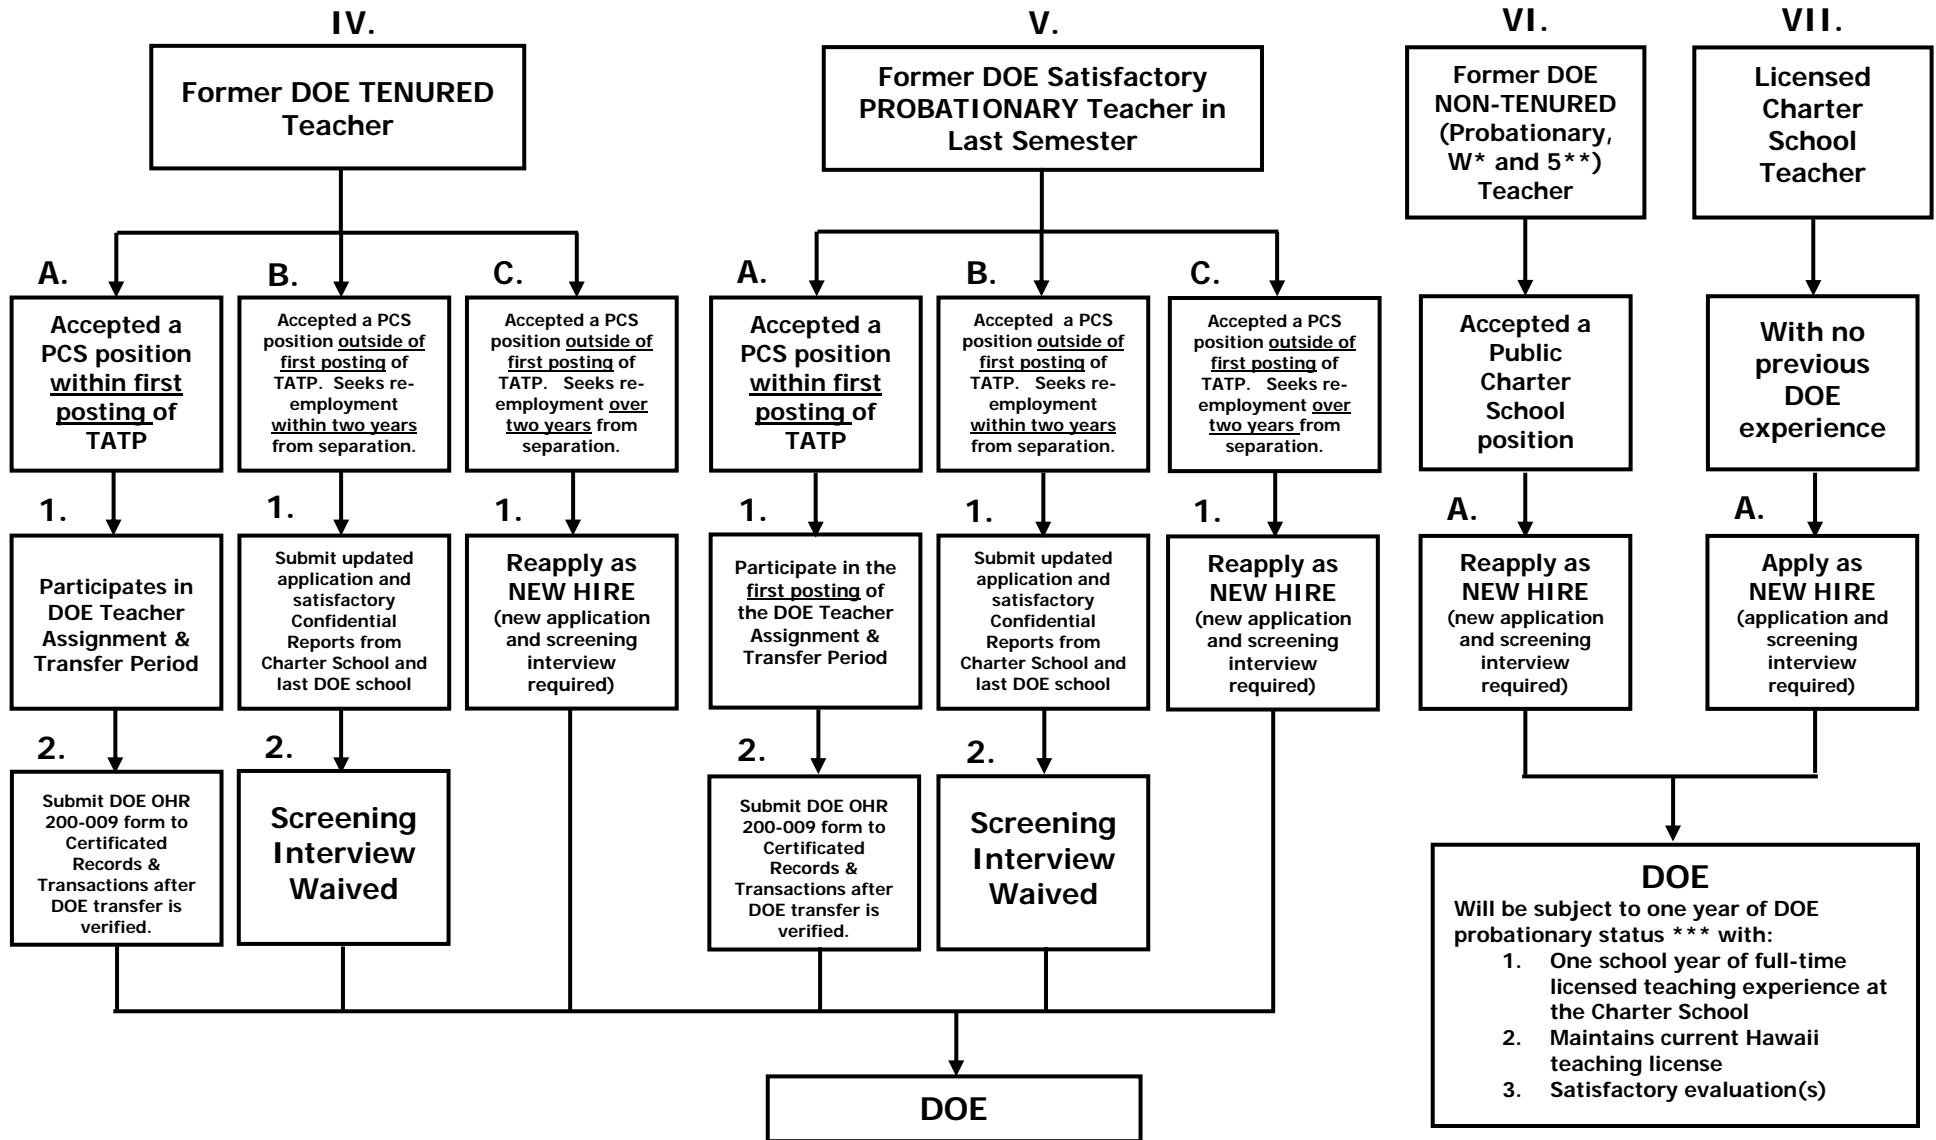 IV.
Former DOE TENURED
Teacher
A.
Accepted a
PCS position
within first
posting of
TATP
1.
Participates in
DOE Teacher
Assignment &
Transfer Period
2.
Submit DOE OHR
200-009 form to
Certificated
Records &
Transactions after
DOE transfer is
verified.
B.
Accepted a PCS
position outside of
first posting of
TATP. Seeks re-
employment
within two years
from separation.
1.
Submit updated
application and
satisfactory
Confidential
Reports from
Charter School and
last DOE school
2.
Screening
Interview
Waived
C.
Accepted a PCS
position outside of
first posting of
TATP. Seeks re-
employment over
two years from
separation.
1.
Reapply as
NEW HIRE
(new application
and screening
interview
required)
V.
Former DOE Satisfactory
PROBATIONARY Teacher in
Last Semester
A.
Accepted a
PCS position
within first
posting of
TATP
1.
Participate in the
first posting of
the DOE Teacher
Assignment &
Transfer Period
2.
Submit DOE OHR
200-009 form to
Certificated
Records &
Transactions after
DOE transfer is
verified.
B.
Accepted a PCS
position outside of
first posting of
TATP. Seeks re-
employment
within two years
from separation.
1.
Submit updated
application and
satisfactory
Confidential
Reports from
Charter School and
last DOE school
2.
Screening
Interview
Waived
C.
Accepted a PCS
position outside of
first posting of
TATP. Seeks re-
employment over
two years from
separation.
1.
Reapply as
NEW HIRE
(new application
and screening
interview
required)
DOE
VI.
Former DOE
NON-TENURED
(Probationary,
W* and 5**)
Teacher
Accepted a
Public
Charter
School
position
A.
Reapply as
NEW HIRE
(new application
and screening
interview
required)
VII.
Licensed
Charter
School
Teacher
With no
previous
DOE
experience
A.
Apply as
NEW HIRE
(application and
screening
interview
required)
DOE
Will be subject to one year of DOE
probationary status *** with:
1. One school year of full-time
licensed teaching experience at
the Charter School
2. Maintains current Hawaii
teaching license
3. Satisfactory evaluation(s)